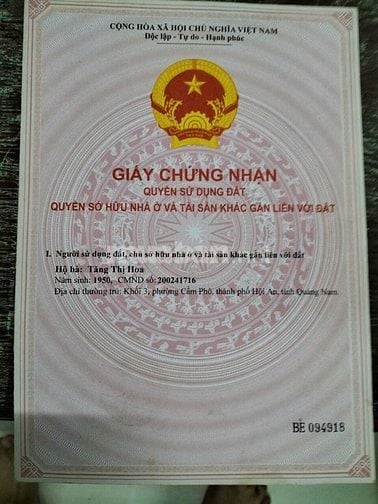 CỘNG HÒA XÃ HỘI CHỦ NGHĨA VIỆT NAM
Độc lập - Tự do - Hạnh phúc
GIẤY CHỨNG NHẬN
QUYỀN SỬ DỤNG ĐẤT
QUYỀN SỞ HỮU NHÀ Ở VÀ TÀI SẢN KHÁC GẮN LIỀN VỚI ĐẤT
I. Người sử dụng đất, chủ sở hữu nhà ở và tài sản khác gắn liền với đất
Hộ bà: Tăng Thị Hoa
Năm sinh: 1950, CMND số: 200241716
Địa chỉ thường trú: Khối 3, phường Cẩm Phô, thành phố Hội An, tỉnh Quảng Nam.
BE 094918